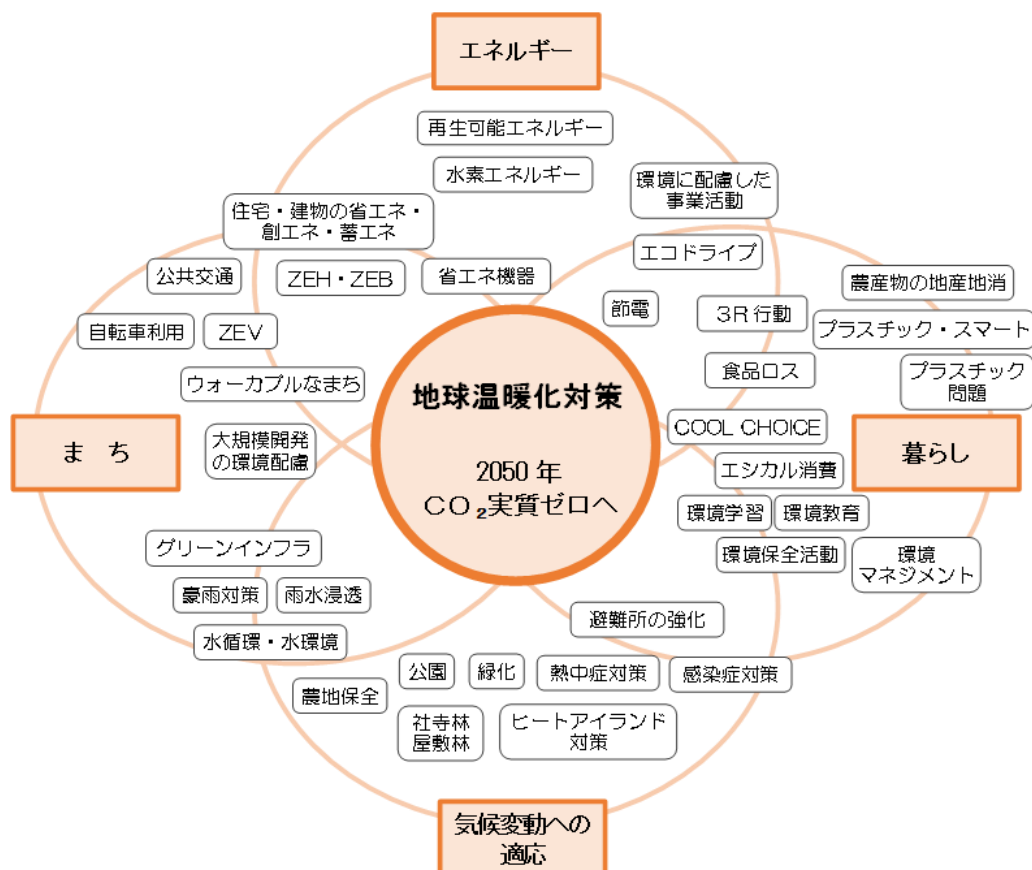 エネルギー
再生可能エネルギー
水素エネルギー
環境に配慮した
事業活動
住宅・建物の省エネ・
創エネ・蓄エネ
エコドライブ
公共交通
ZEH・ZEB
省エネ機器
農産物の地産地消
節電
3R行動
自転車利用
ZEV
プラスチック・スマート
ウォーカブルなまち
食品ロス
プラスチック
問題
地球温暖化対策
2050年
CO₂実質ゼロへ
まち
大規模開発
の環境配慮
COOL CHOICE
暮らし
エシカル消費
環境学習
環境教育
グリーンインフラ
環境保全活動
環境
マネジメント
豪雨対策
雨水浸透
避難所の強化
水循環・水環境
公園
緑化
熱中症対策
感染症対策
農地保全
社寺林
屋敷林
ヒートアイランド
対策
気候変動への
適応